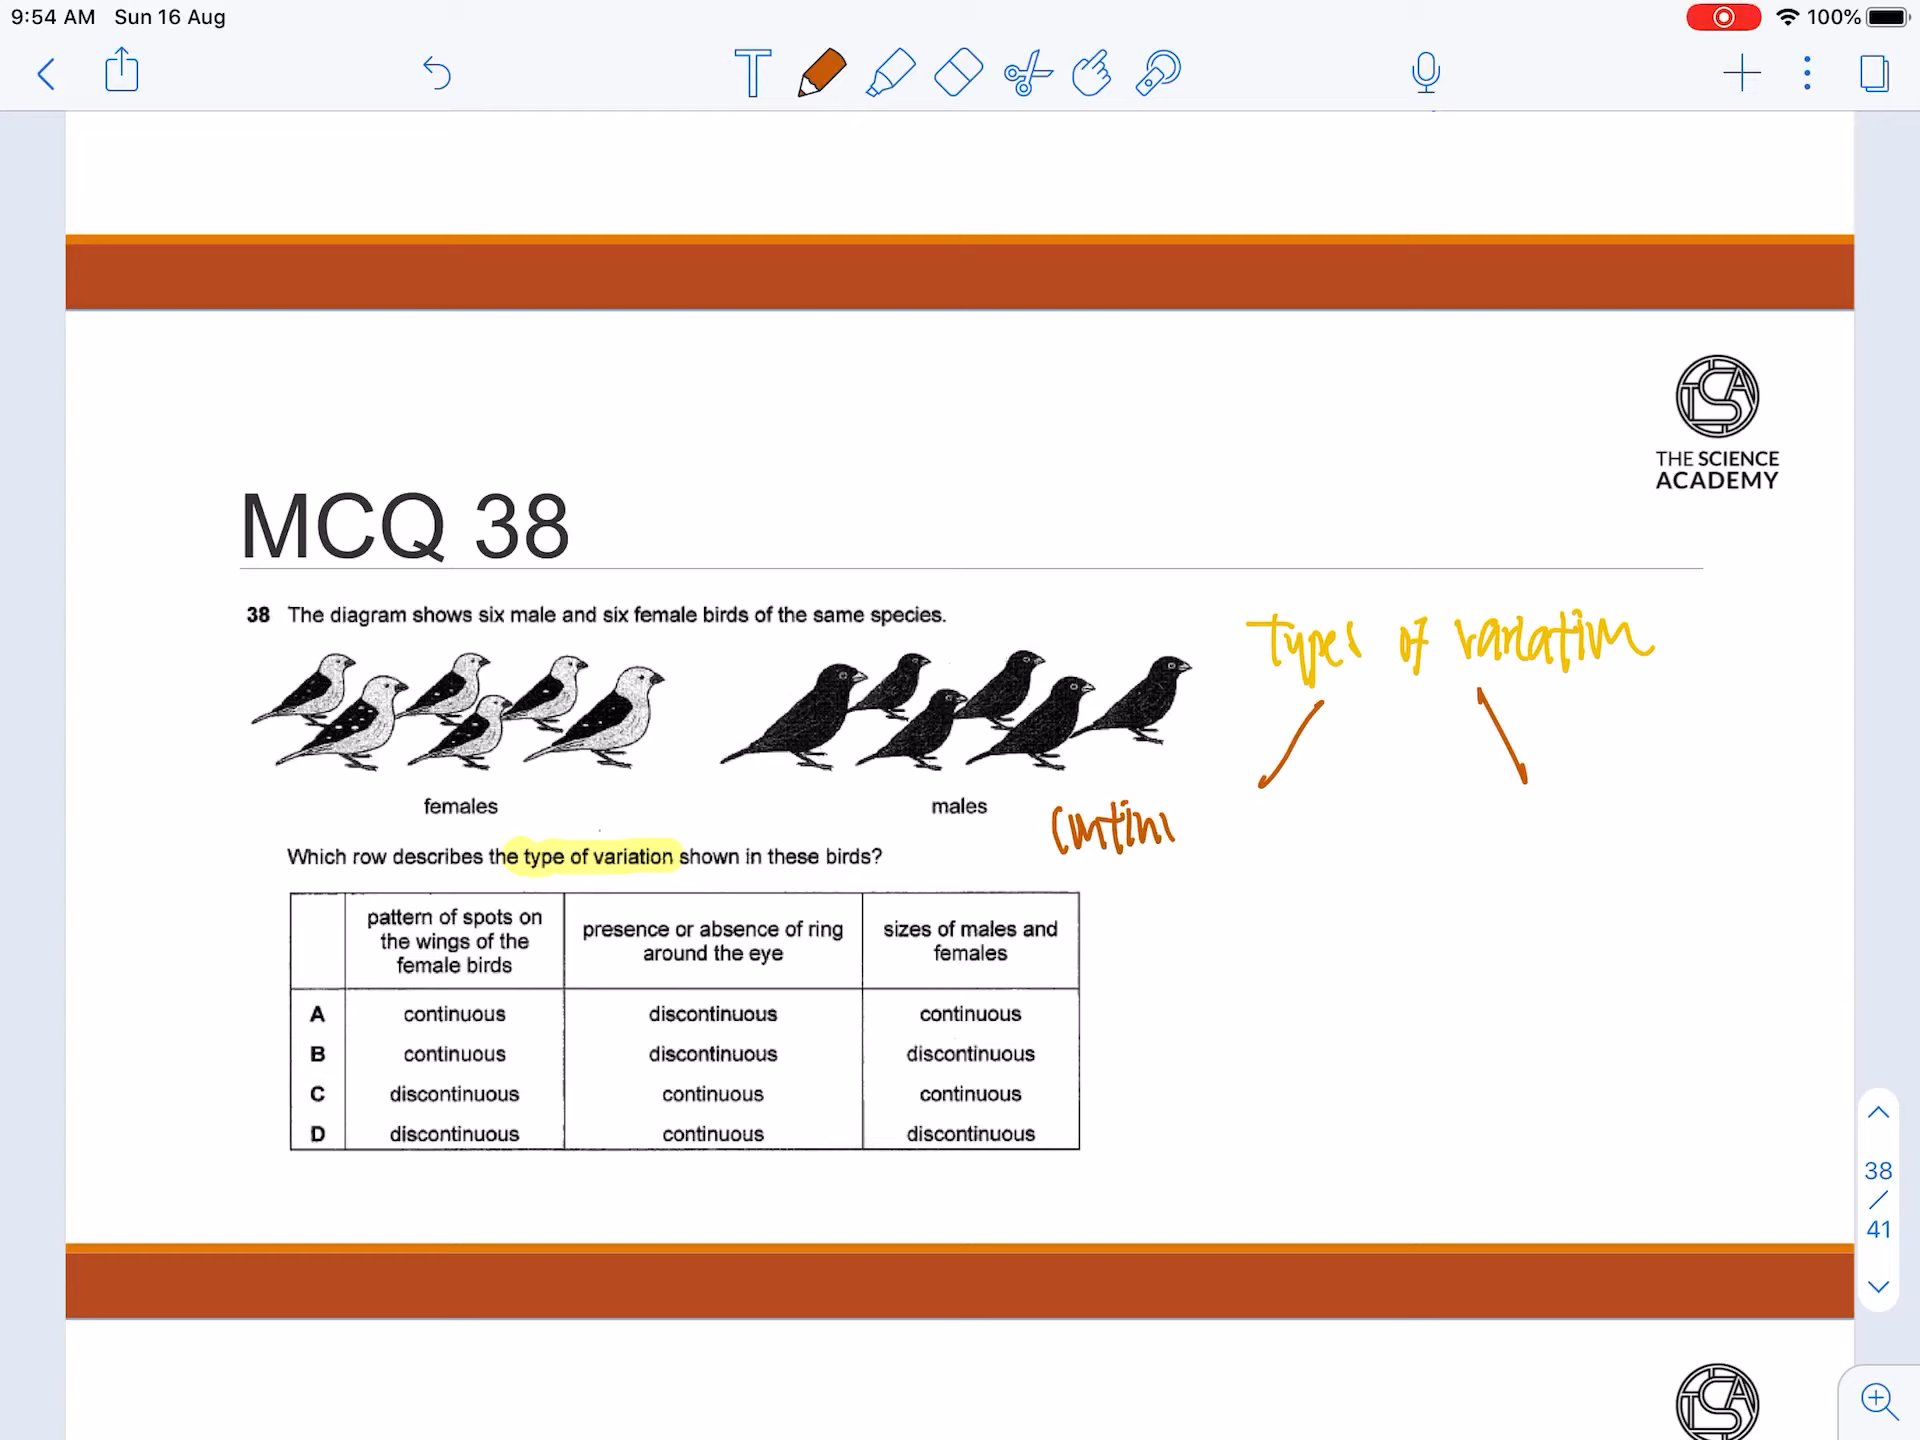 9:54 AM Sun 16 Aug
100%
THE SCIENCE
ACADEMY
MCQ 38
38 The diagram shows six male and six female birds of the same species.
types of variation
females
males
contin
Which row describes the type of variation shown in these birds?
pattern of spots on the wings of the female birds
presence or absence of ring around the eye
sizes of males and females
A continuous discontinuous continuous
B continuous discontinuous discontinuous
C discontinuous continuous continuous
D discontinuous continuous discontinuous
38
/
41